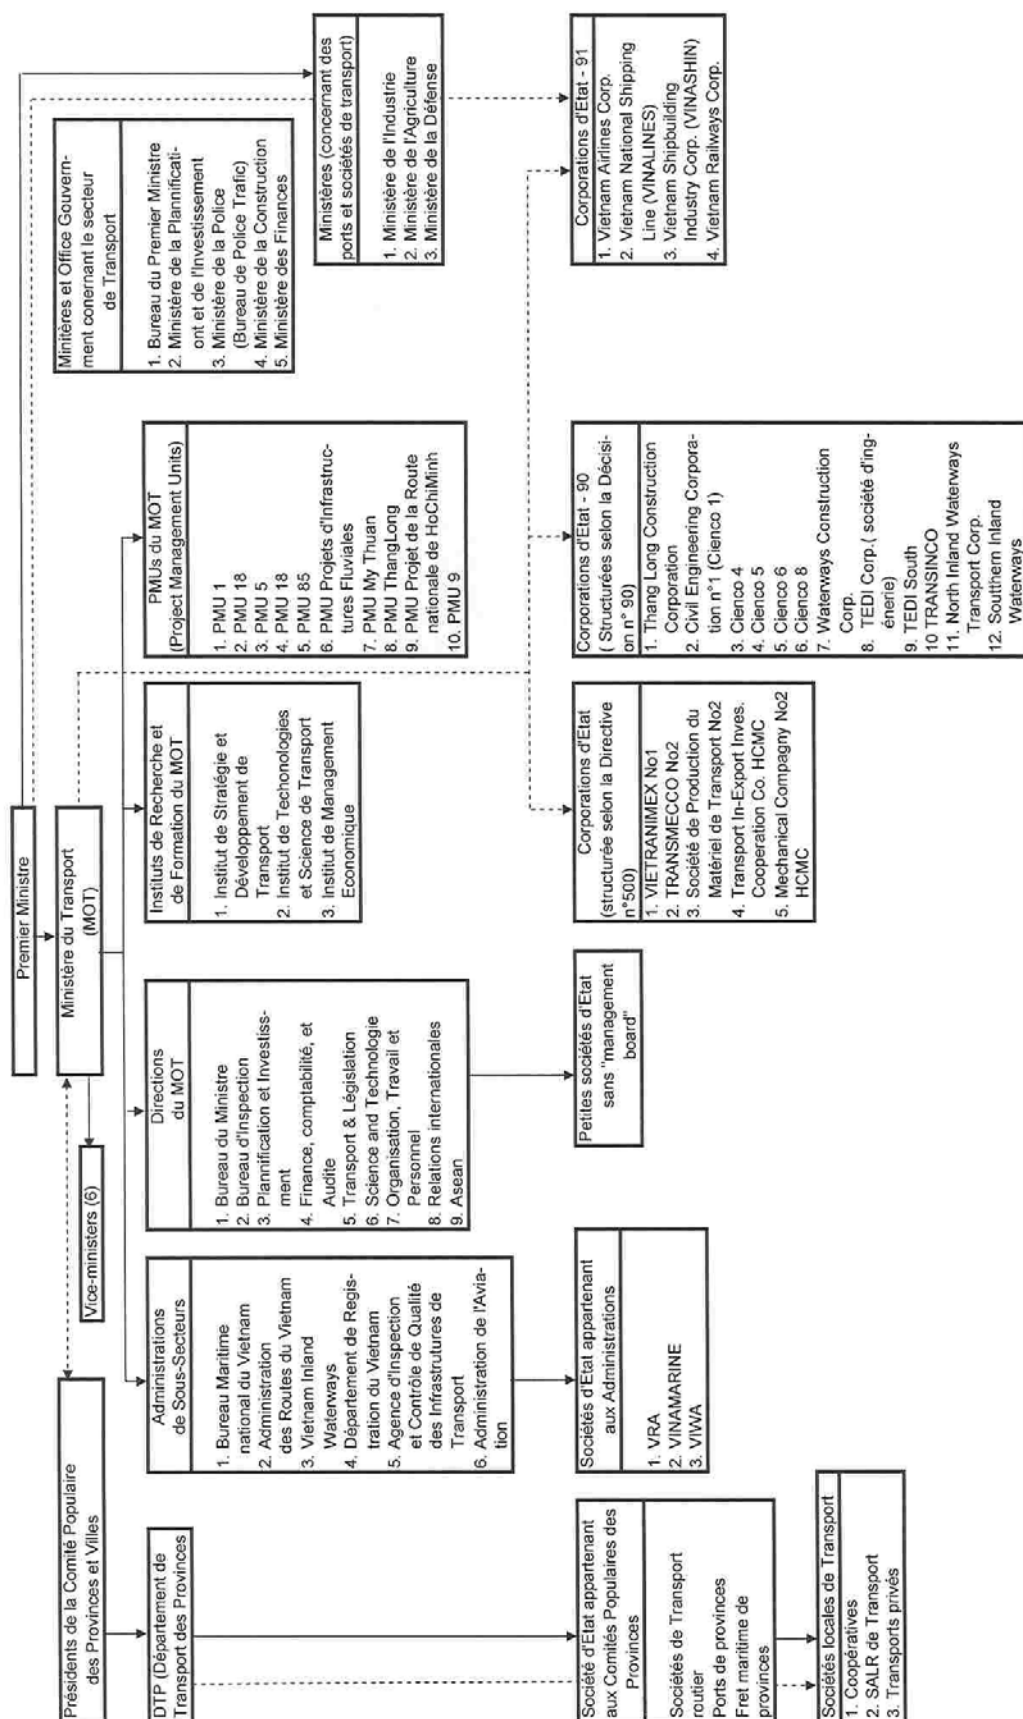 Premier Ministre
Ministère du Transport
(MOT)
Vice-ministers (6)
Présidents de la Comité Populaire
des Provinces et Villes
DTP (Département de
Transport des Provinces
Administrations
de Sous-Secteurs
1. Bureau Maritime
national du Vietnam
2. Administration
des Routes du Vietnam
3. Vietnam Inland
Waterways
4. Département de Regis-
tration du Vietnam
5. Agence d'Inspection
et Contrôle de Qualité
des Infrastrutures de
Transport
6. Administration de l'Avia-
tion
Directions
du MOT
1. Bureau du Ministre
2. Bureau d'Inspection
3. Plannification et Investiss-
ment
4. Finance, comptabilité, et
Audite
5. Transport & Législation
6. Science and Technologie
7. Organisation, Travail et
Personnel
8. Relations internationales
9. Asean
Instituts de Recherche et
de Formation du MOT
1. Institut de Stratégie et
Développement de
Transport
2. Institut de Techonologies
et Science de Transport
3. Institut de Management
Economique
PMUs du MOT
(Project Management Units)
1. PMU 1
2. PMU 18
3. PMU 5
4. PMU 18
5. PMU 85
6. PMU Projets d'Infrastruc-
tures Fluviales
7. PMU My Thuan
8. PMU ThangLong
9. PMU Projet de la Route
nationale de HoChiMinh
10. PMU 9
Minitères et Office Gouvern-
ment conernant le secteur
de Transport
1. Bureau du Premier Ministre
2. Ministère de la Plannificati-
ont et de l'Investissement
3. Ministère de la Police
(Bureau de Police Trafic)
4. Ministère de la Construction
5. Ministère des Finances
Ministères (concernant des
ports et sociétés de transport)
1. Ministère de l'Industrie
2. Ministère de l'Agriculture
3. Ministère de la Défense
Société d'Etat appartenant
aux Comités Populaires des
Provinces
Sociétés de Transport
routier
Ports de provinces
Fret maritime de
provinces
Sociétés d'Etat appartenant
aux Administrations
1. VRA
2. VINAMARINE
3. VIWA
Petites sociétés d'Etat
sans "management
board"
Corporations d'Etat
(structurée selon la Directive
n°500)
1. VIETRANIMEX No1
2. TRANSMECCO No2
3. Société de Production du
Matériel de Transport No2
4. Transport In-Export Inves.
Cooperation Co. HCMC
5. Mechanical Compagny No2
HCMC
Corporations d'Etat - 90
( Structurées selon la Décisi-
on n° 90)
1. Thang Long Construction
Corporation
2. Civil Engineering Corpora-
tion n°1 (Cienco 1)
3. Cienco 4
4. Cienco 5
5. Cienco 6
6. Cienco 8
7. Waterways Construction
Corp.
8. TEDI Corp.( société d'ing-
énerie)
9. TEDI South
10 TRANSINCO
11. North Inland Waterways
Transport Corp.
12. Soutthern Inland
Waterways
Corporations d'Etat - 91
1. Vietnam Airlines Corp.
2. Vietnam National Shipping
Line (VINALINES)
3. Vietnam Shipbuilding
Industry Corp. (VINASHIN)
4. Vietnam Railways Corp.
Sociétés locales de Transport
1. Coopératives
2. SALR de Transport
3. Transports privés